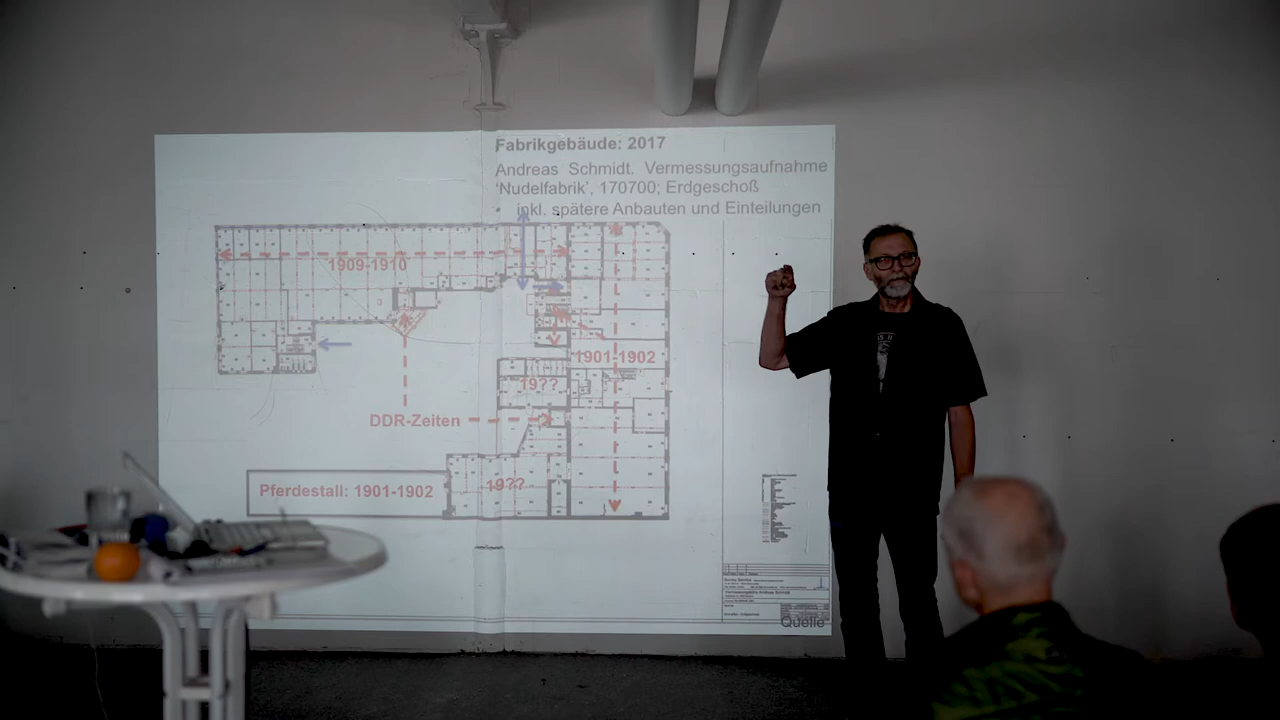 Fabrikgebäude: 2017
Andreas Schmidt. Vermessungsaufnahme
'Nudelfabrik', 170700; Erdgeschoß
inkl. spätere Anbauten und Einteilungen
1909-1910
1901-1902
19??
DDR-Zeiten
19??
Pferdestall: 1901-1902
Quelle